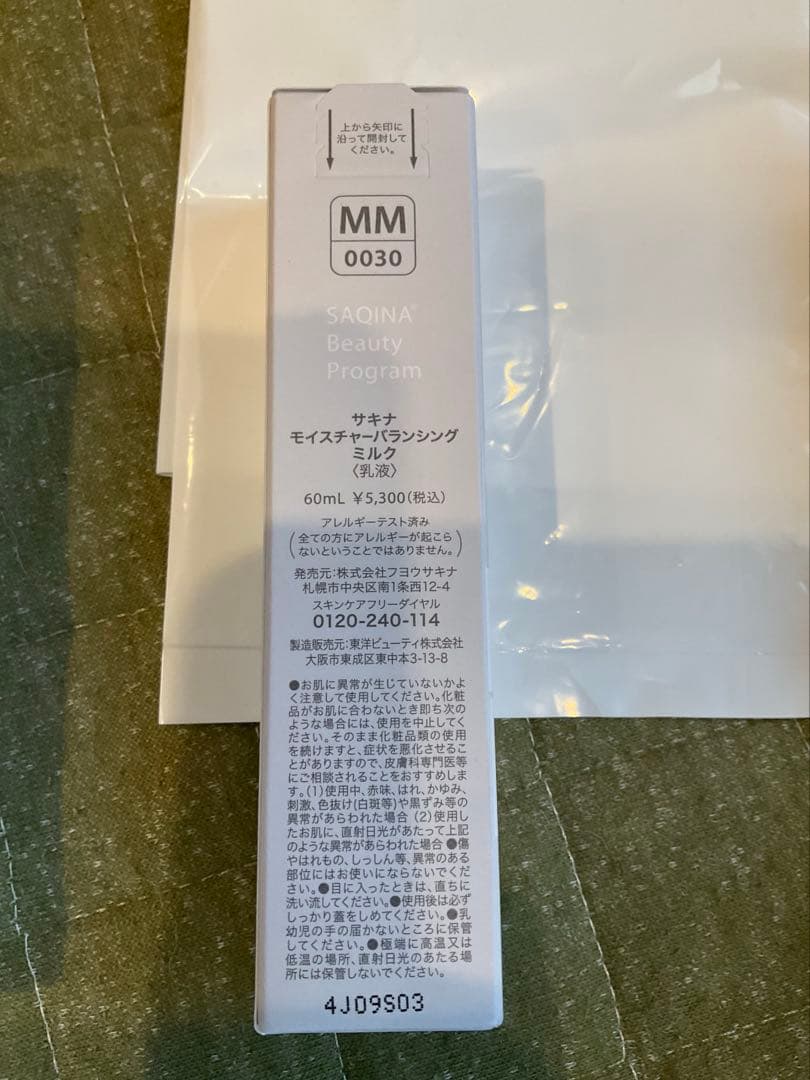 上から矢印に
沿って開封して
ください。
MM
0030
SAQINA®
Beauty
Program
サキナ
モイスチャーバランシング
ミルク
〈乳液〉
60mL ¥5,300(税込)
アレルギーテスト済み
(全ての方にアレルギーが起こら
ないということではありません。)
発売元:株式会社フヨウサキナ
札幌市中央区南1条西12-4
スキンケアフリーダイヤル
0120-240-114
製造販売元:東洋ビューティ株式会社
大阪市東成区東中本3-13-8
●お肌に異常が生じていないかよ
く注意して使用してください。化粧
品がお肌に合わないとき即ち次の
ような場合には、使用を中止してく
ださい。そのまま化粧品類の使用
を続けますと、症状を悪化させるこ
とがありますので、皮膚科専門医等
にご相談されることをおすすめしま
す。(1)使用中、赤味、はれ、かゆみ、
刺激、色抜け(白斑等)や黒ずみ等の
異常があらわれた場合 (2)使用し
たお肌に、直射日光があたって上記
のような異常があらわれた場合 ●傷
やはれもの、しっしん等、異常のある
部位にはお使いにならないでくだ
さい。●目に入ったときは、直ちに
洗い流してください。●使用後は必ず
しっかり蓋をしめてください。●乳
幼児の手の届かないところに保管
してください。●極端に高温又は
低温の場所、直射日光のあたる場
所には保管しないでください。
4J09S03